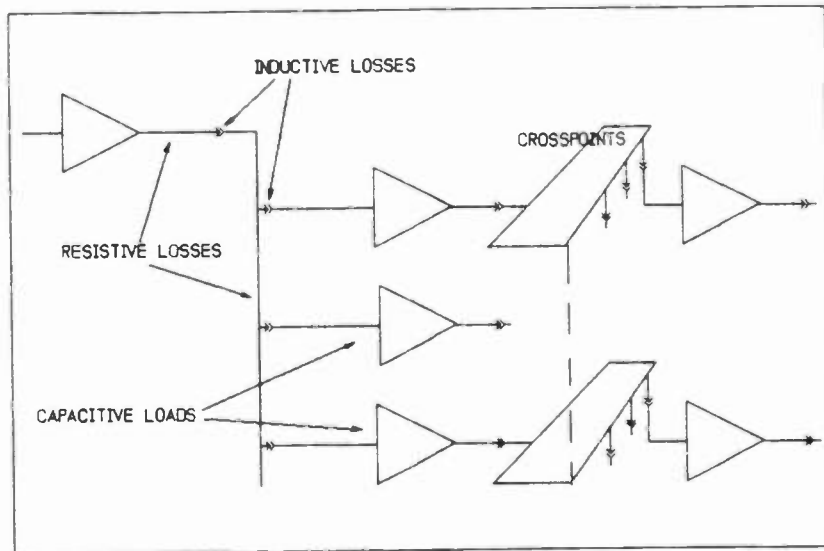 INDUCTIVE LOSSES
CROSSPOINTS
RESISTIVE LOSSES
CAPACITIVE LOADS